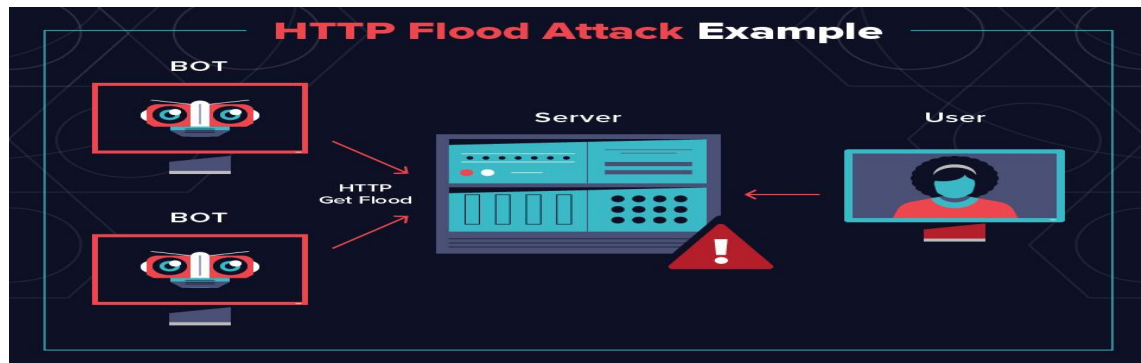 HTTP Flood Attack Example
BOT
Server
User
HTTP
Get Flood
BOT